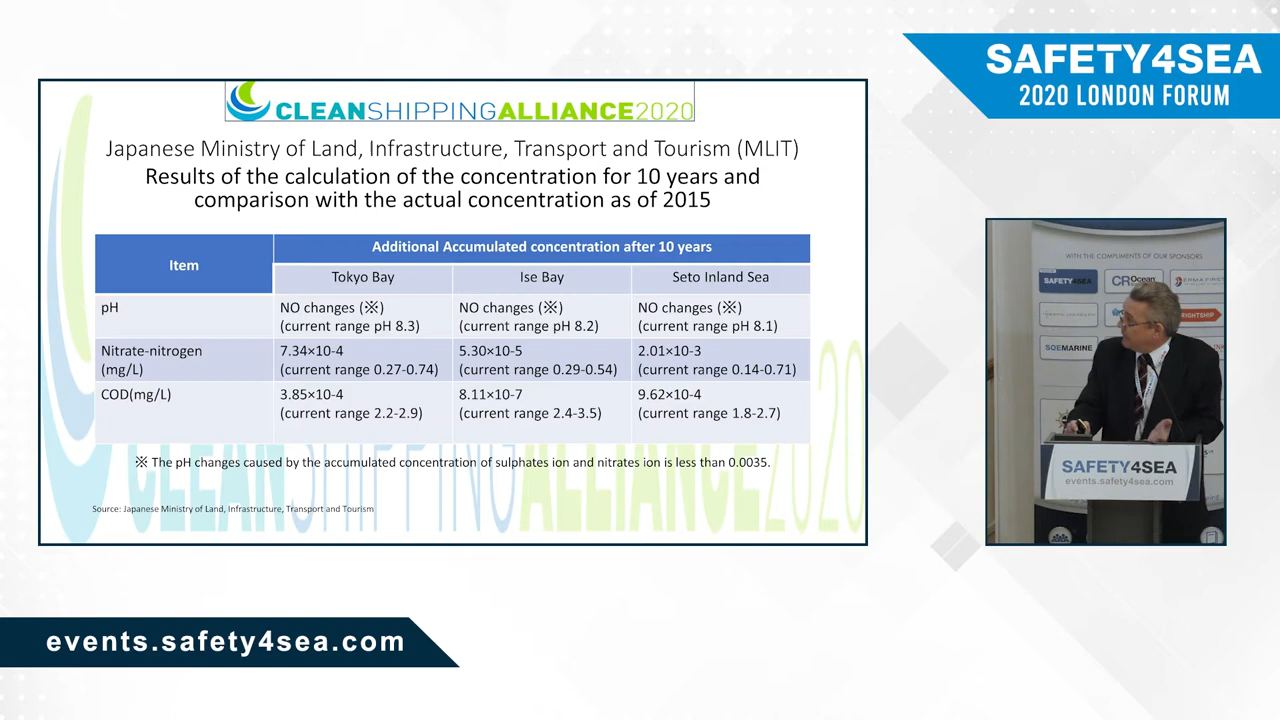 SAFETY4SEA
2020 LONDON FORUM
CLEANSHIPPINGALLIANCE2020
Japanese Ministry of Land, Infrastructure, Transport and Tourism (MLIT)
Results of the calculation of the concentration for 10 years and
comparison with the actual concentration as of 2015
Item
Additional Accumulated concentration after 10 years
Tokyo Bay
Ise Bay
Seto Inland Sea
pH
NO changes (※)
(current range pH 8.3)
NO changes (※)
(current range pH 8.2)
NO changes (※)
(current range pH 8.1)
Nitrate-nitrogen
(mg/L)
7.34×10-4
(current range 0.27-0.74)
5.30×10-5
(current range 0.29-0.54)
2.01×10-3
(current range 0.14-0.71)
COD(mg/L)
3.85×10-4
(current range 2.2-2.9)
8.11×10-7
(current range 2.4-3.5)
9.62×10-4
(current range 1.8-2.7)
※ The pH changes caused by the accumulated concentration of sulphates ion and nitrates ion is less than 0.0035.
Source: Japanese Ministry of Land, Infrastructure, Transport and Tourism
CLEANSHIPPINGALLIANCE2020
WITH THE COMPLIMENTS OF OUR SPONSORS
SAFETY4SEA
CROcean
ERMA FIRST
RIGHTSHIP
SQEMARINE
SAFETY4SEA
events.safety4sea.com
events.safety4sea.com